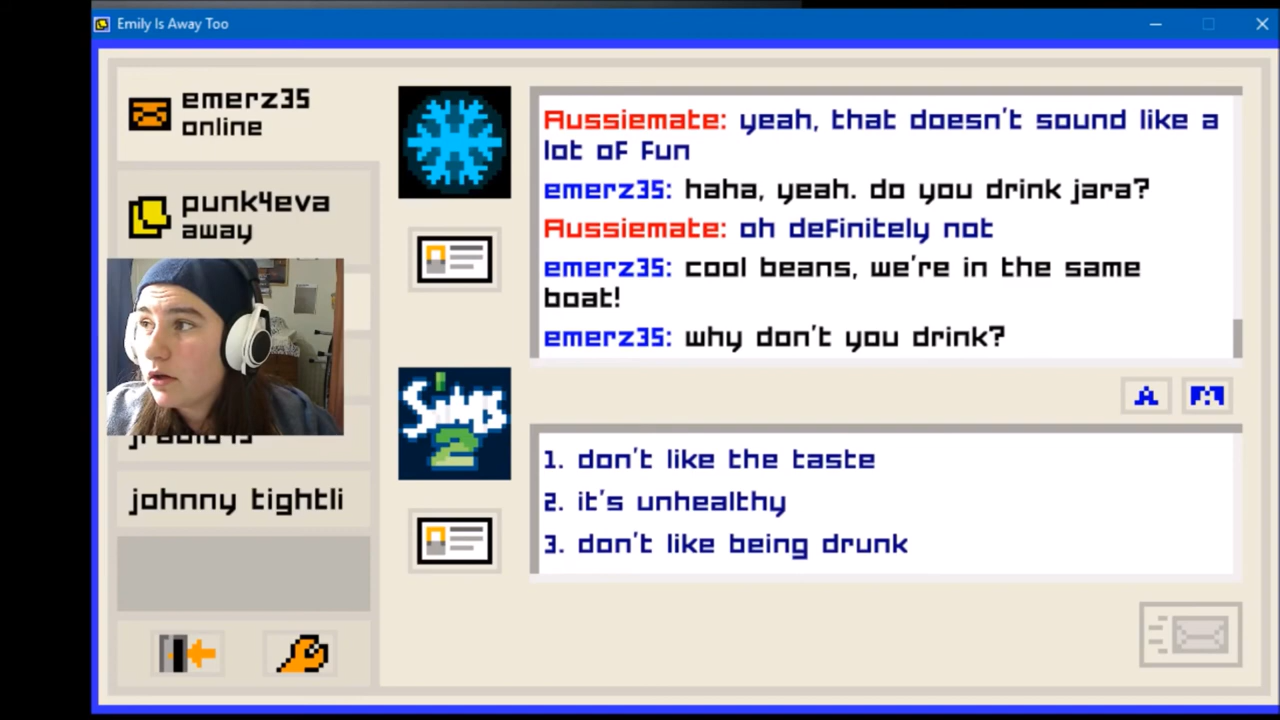 Emily Is Away Too
emerz35
online
punk4eva
away
johnny tightli
Aussiemate: yeah, that doesn't sound like a
lot of fun
emerz35: haha, yeah. do you drink jara?
Aussiemate: oh definitely not
emerz35: cool beans, we're in the same
boat!
emerz35: why don't you drink?
Sims
2
A
1. don't like the taste
2. it's unhealthy
3. don't like being drunk